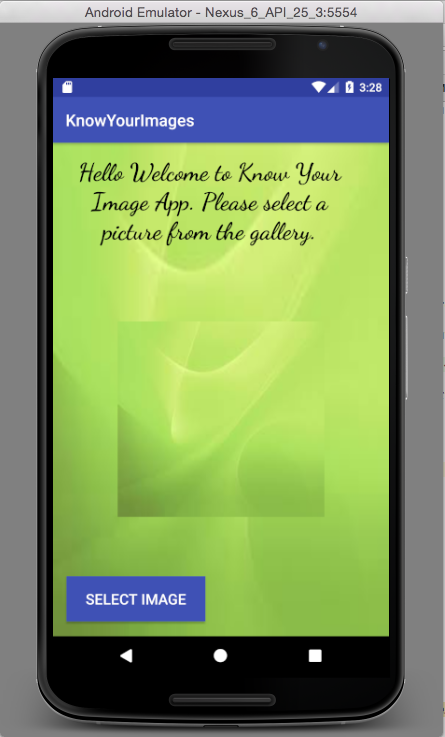 Android Emulator - Nexus_6_API_25_3:5554
3:28
KnowYourImages
Hello Welcome to Know Your
Image App. Please select a
picture from the gallery.
SELECT IMAGE